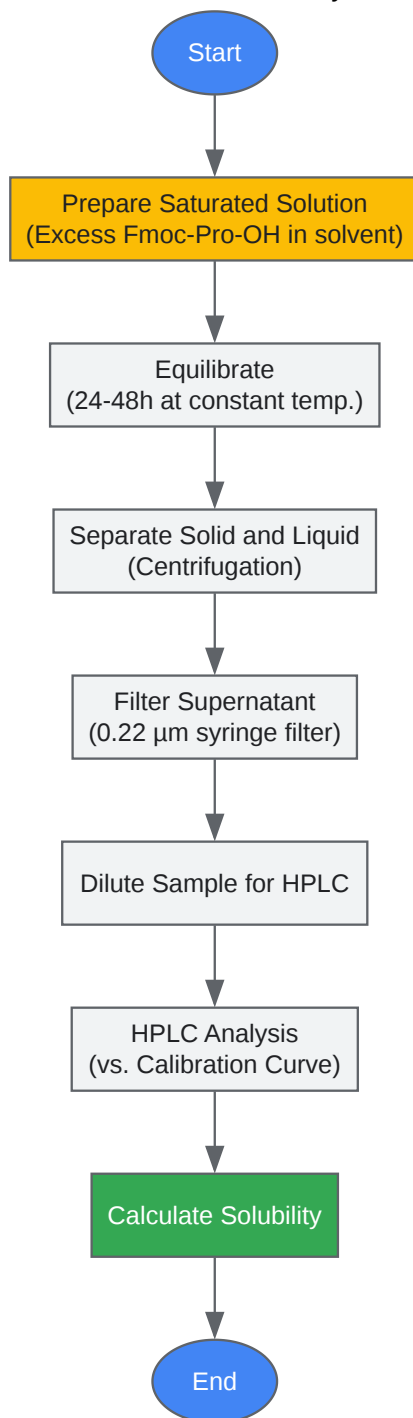 Start
Prepare Saturated Solution
(Excess Fmoc-Pro-OH in solvent)
Equilibrate
(24-48h at constant temp.)
Separate Solid and Liquid
(Centrifugation)
Filter Supernatant
(0.22 µm syringe filter)
Dilute Sample for HPLC
HPLC Analysis
(vs. Calibration Curve)
Calculate Solubility
End